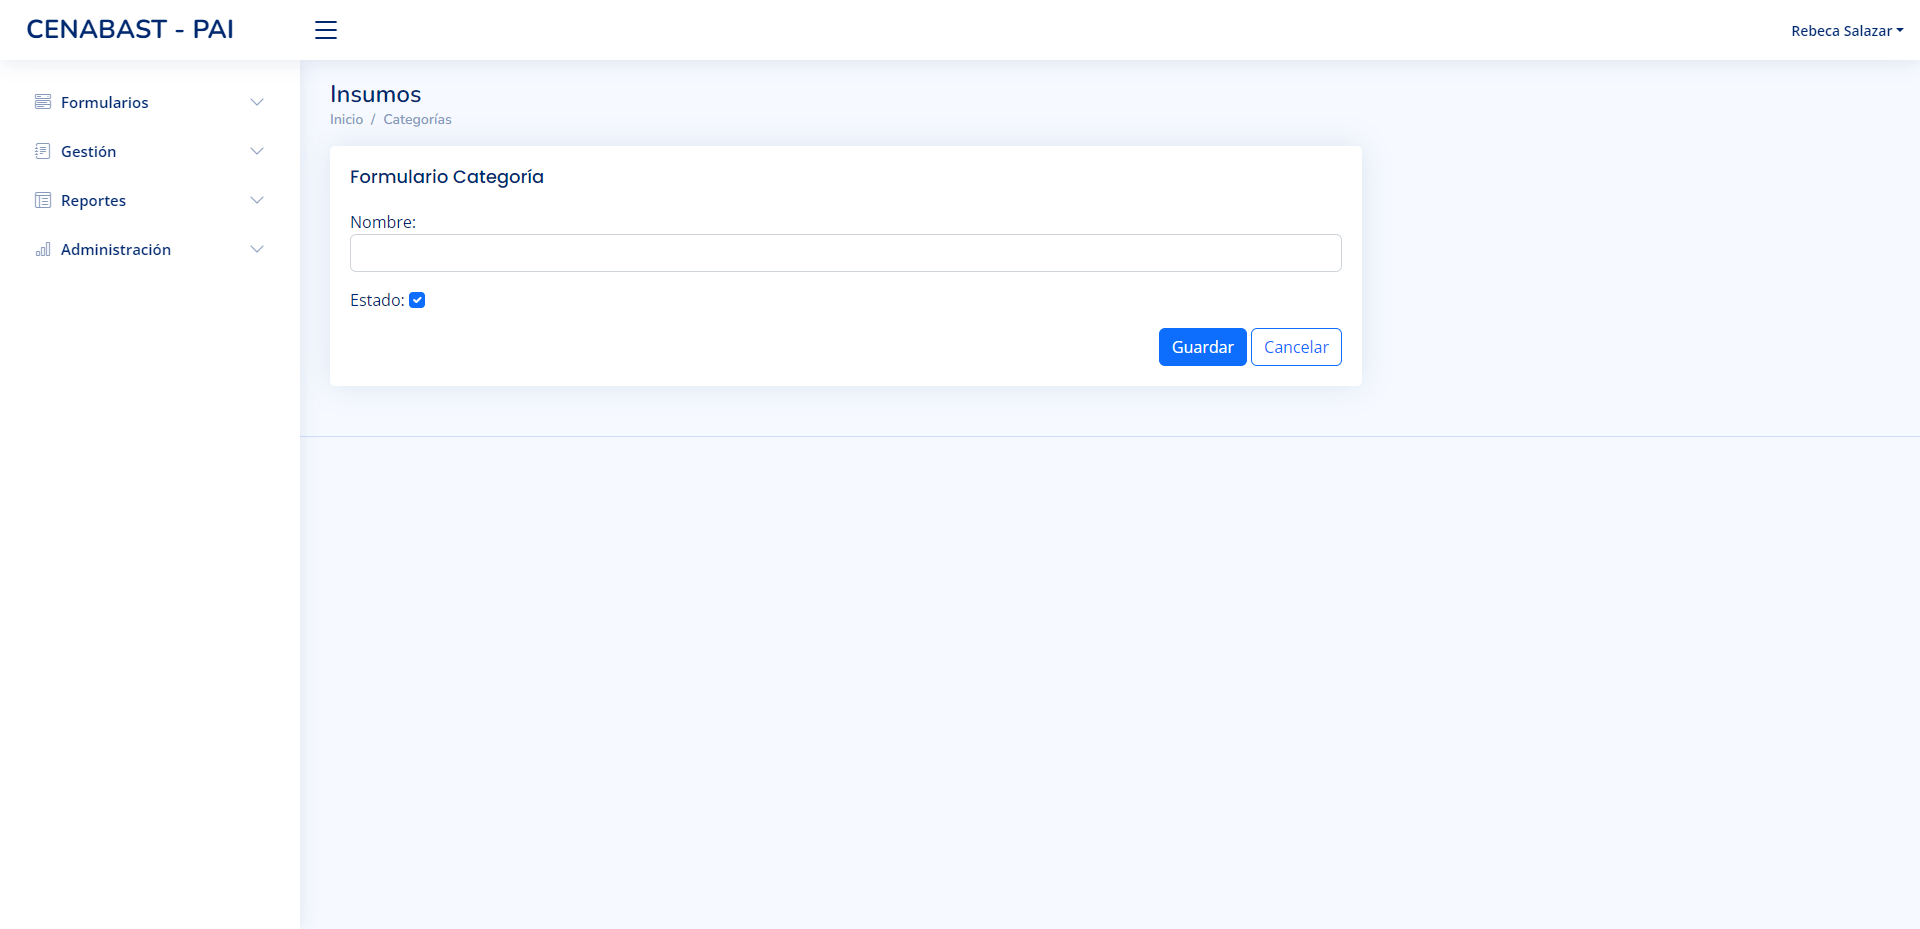 CENABAST - PAI
Rebeca Salazar
Formularios
Gestión
Reportes
Administración
Insumos
Inicio / Categorías
Formulario Categoría
Nombre:
Estado:
Guardar Cancelar